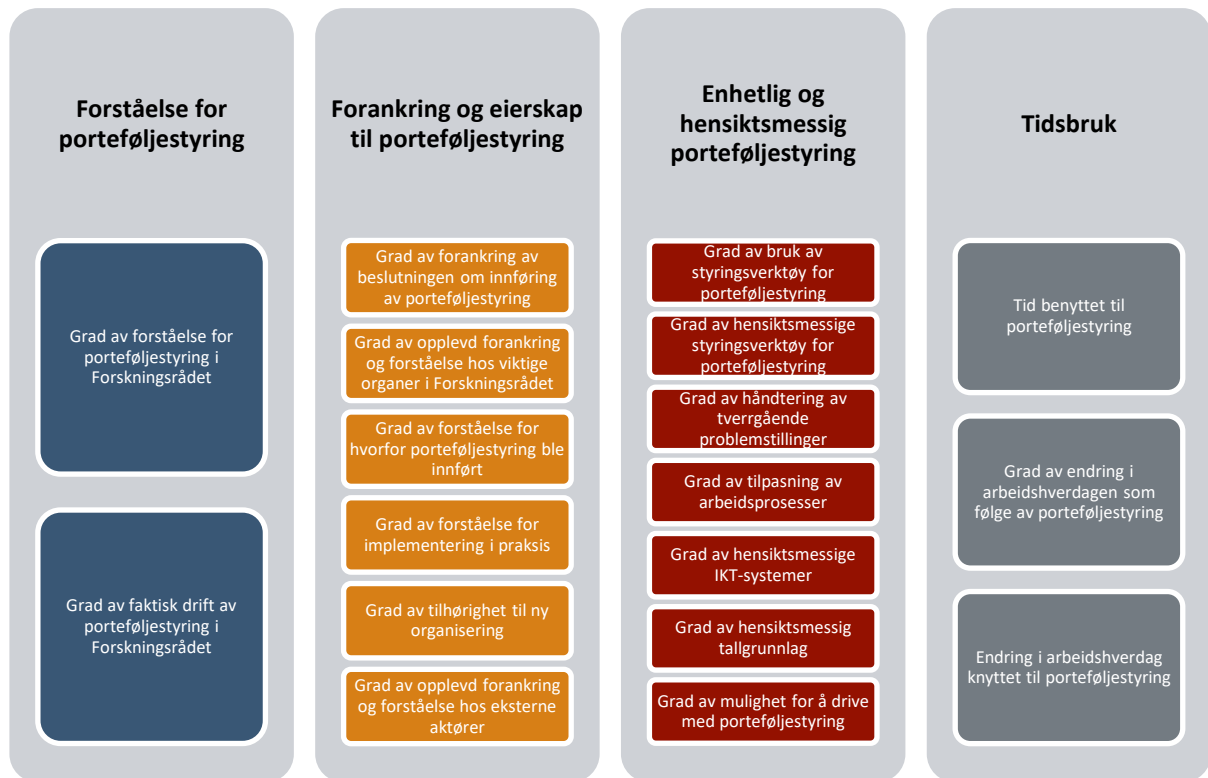 Forståelse for
porteføljestyring
Grad av forståelse for
porteføljestyring i
Forskningsrådet
Grad av faktisk drift av
porteføljestyring i
Forskningsrådet
Forankring og eierskap
til porteføljestyring
Grad av forankring av
beslutningen om innføring
av porteføljestyring
Grad av opplevd forankring
og forståelse hos viktige
organer i Forskningsrådet
Grad av forståelse for
hvorfor porteføljestyring ble
innført
Grad av forståelse for
implementering i praksis
Grad av tilhørighet til ny
organisering
Grad av opplevd forankring
og forståelse hos eksterne
aktører
Enhetlig og
hensiktsmessig
porteføljestyring
Grad av bruk av
styringsverktøy for
porteføljestyring
Grad av hensiktsmessige
styringsverktøy for
porteføljestyring
Grad av håndtering av
tverrgående
problemstillinger
Grad av tilpasning av
arbeidsprosesser
Grad av hensiktsmessige
IKT-systemer
Grad av hensiktsmessig
tallgrunnlag
Grad av mulighet for å drive
med porteføljestyring
Tidsbruk
Tid benyttet til
porteføljestyring
Grad av endring i
arbeidshverdagen som
følge av porteføljestyring
Endring i arbeidshverdag
knyttet til porteføljestyring